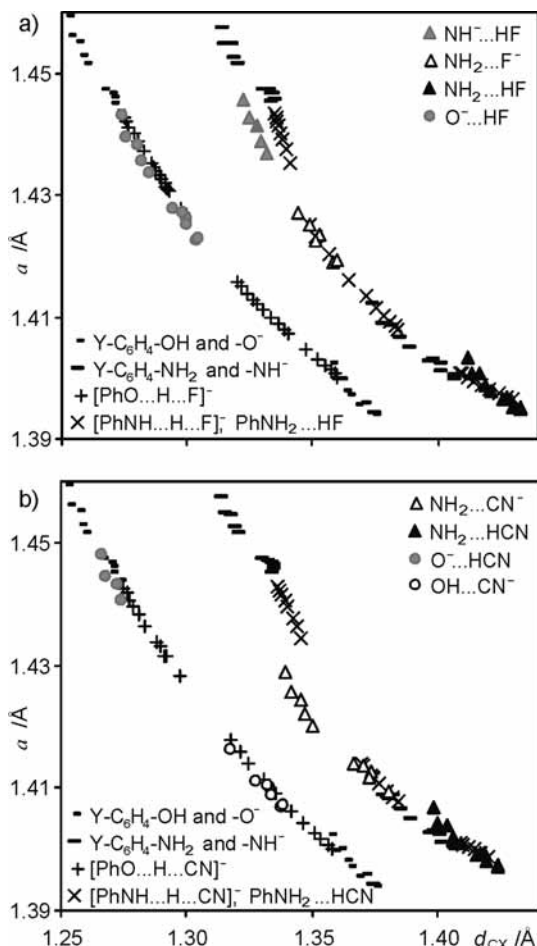 a)
NH⁻...HF
NH₂...F⁻
NH₂...HF
O⁻...HF
1.45
1.43
1.41
1.39
a /Å
Y-C₆H₄-OH and -O⁻
Y-C₆H₄-NH₂ and -NH⁻
[PhO...H...F]⁻
[PhNH...H...F]⁻, PhNH₂...HF
b)
NH₂...CN⁻
NH₂...HCN
O⁻...HCN
OH...CN⁻
1.45
1.43
1.41
1.39
a /Å
Y-C₆H₄-OH and -O⁻
Y-C₆H₄-NH₂ and -NH⁻
[PhO...H...CN]⁻
[PhNH...H...CN]⁻, PhNH₂...HCN
1.25 1.30 1.35 1.40 d_CX /Å